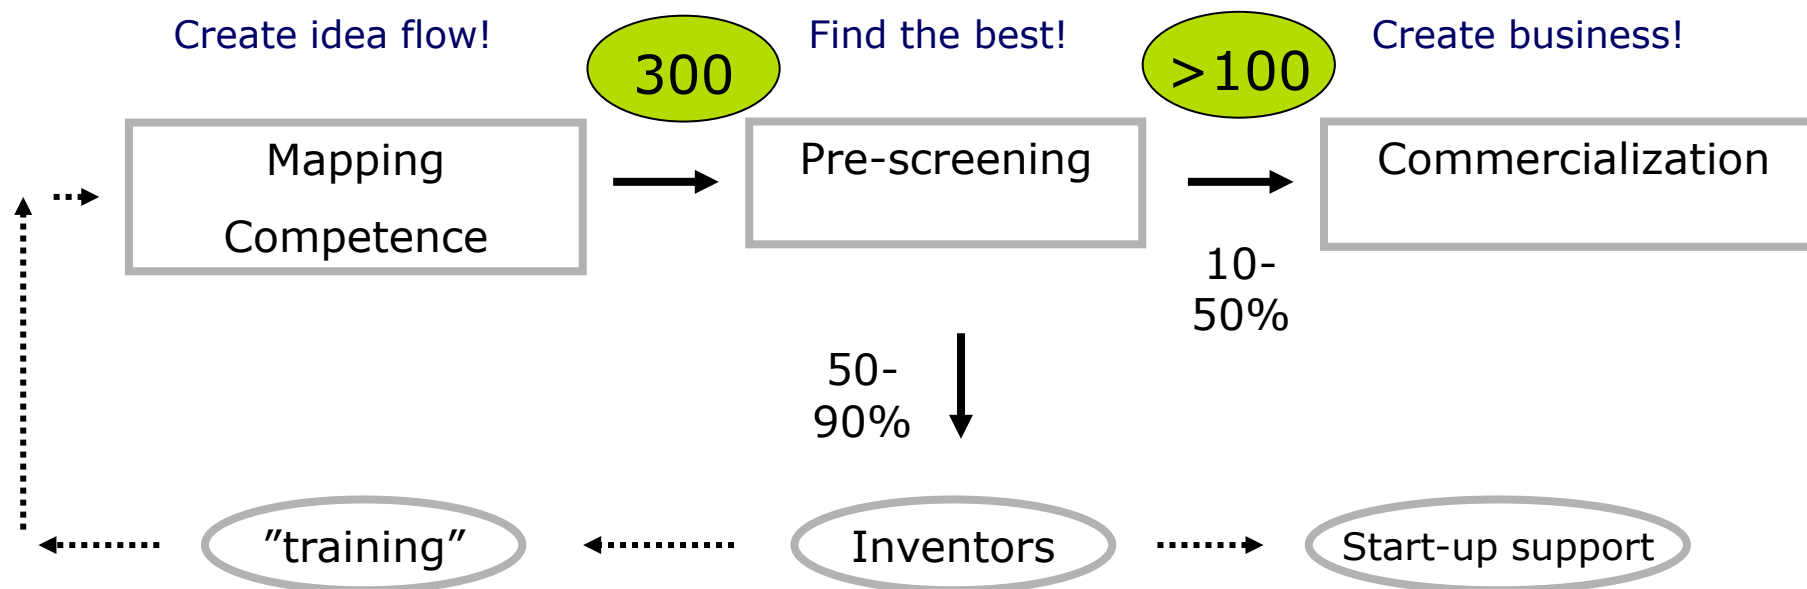 Create idea flow!
300
Find the best!
>100
Create business!
Mapping
Competence
Pre-screening
Commercialization
10-
50%
50-
90%
”training”
Inventors
Start-up support